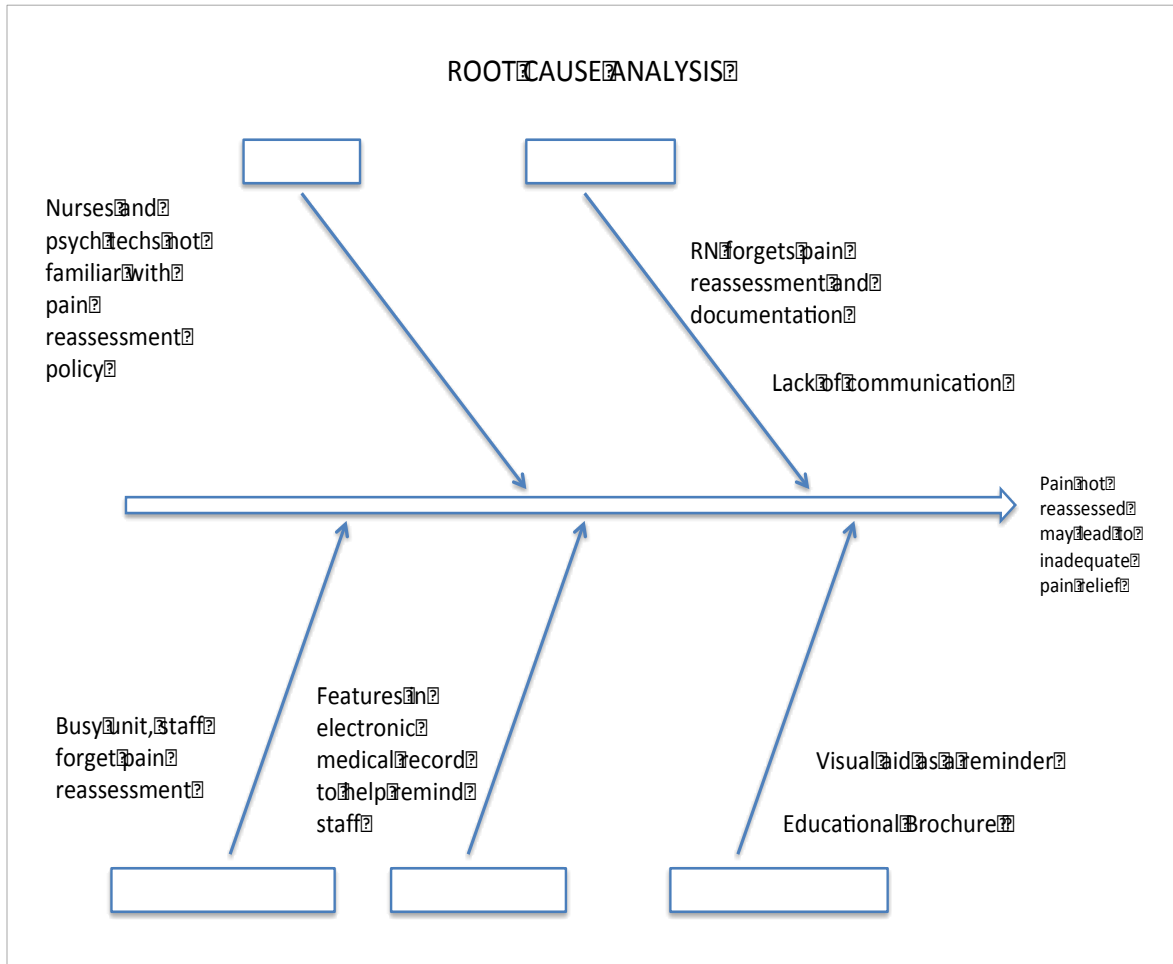 ROOT CAUSE ANALYSIS
Nurses and
psych techs not
familiar with
pain
reassessment
policy
RN forgets pain
reassessment and
documentation
Lack of communication
Pain not
reassessed
may lead to
inadequate
pain relief
Busy unit, staff
forget pain
reassessment
Features in
electronic
medical record
to help remind
staff
Visual aid as a reminder
Educational Brochure